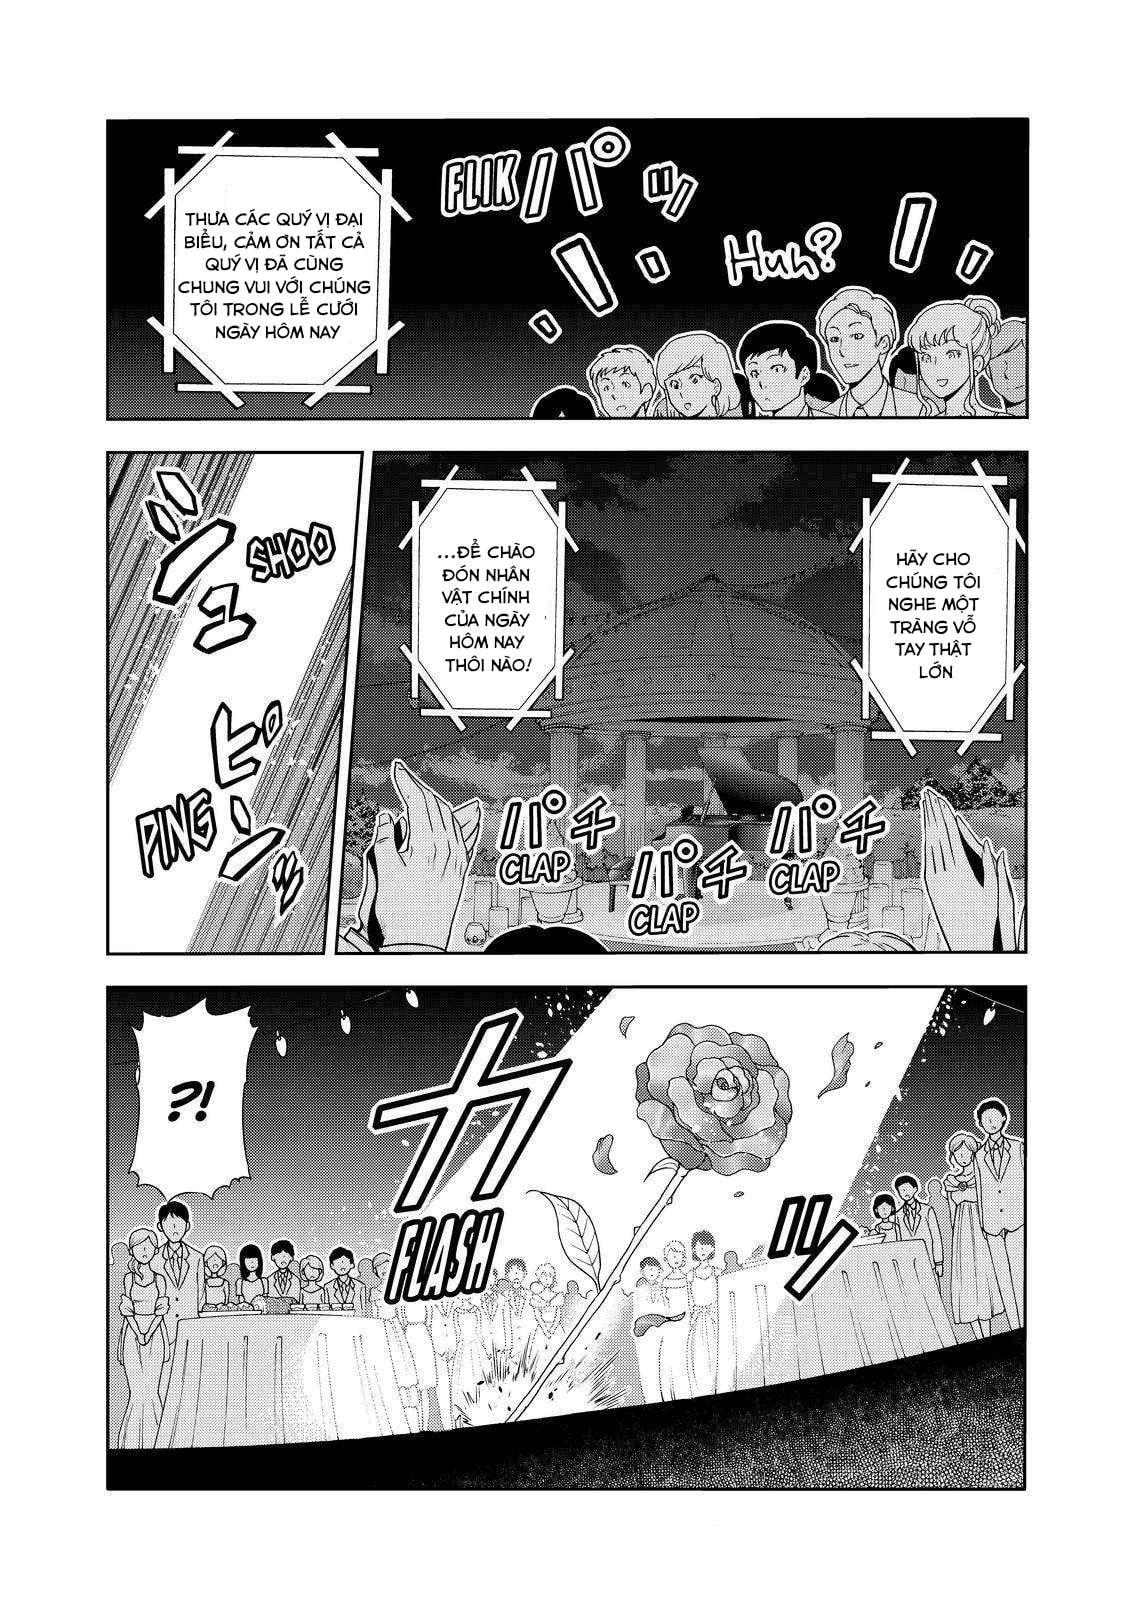 FLIK パパッ
Huh?
THƯA CÁC QUÝ VỊ ĐẠI
BIỂU, CẢM ƠN TẤT CẢ
QUÝ VỊ ĐÃ CÙNG
CHUNG VUI VỚI CHÚNG
TÔI TRONG LỄ CƯỚI
NGÀY HÔM NAY
HÃY CHO
CHÚNG TÔI
NGHE MỘT
TRÀNG VỖ
TAY THẬT
LỚN
...ĐỂ CHÀO
ĐÓN NHÂN
VẬT CHÍNH
CỦA NGÀY
HÔM NAY
THÔI NÀO!
パチ
CLAP
パチ
CLAP
パチ
CLAP
ジュ
SHOO
ピンッ
PING
カッ
FLASH
?!